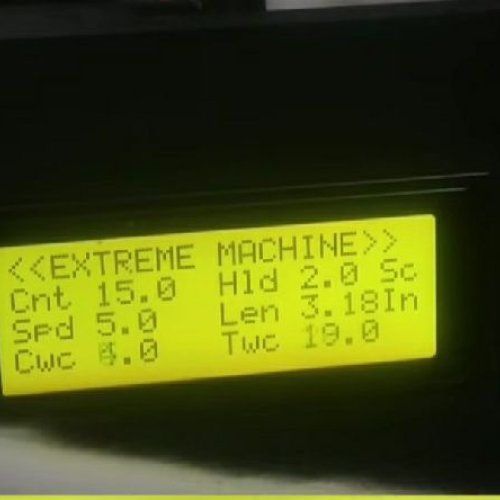 <<EXTREME MACHINE>>
Cnt 15.0 Hld 2.0 Sc
Spd 5.0 Len 3.18In
Cwc .0 Twc 19.0